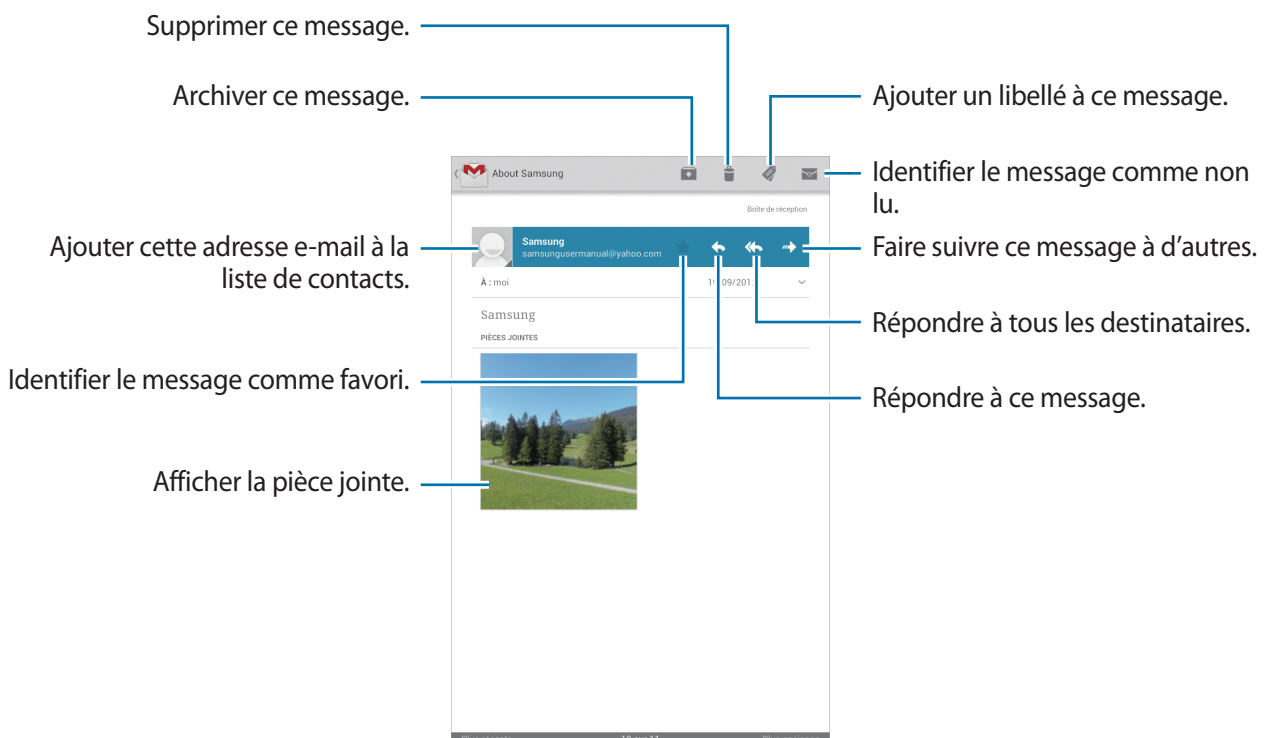 Supprimer ce message.
Archiver ce message.
Ajouter un libellé à ce message.
About Samsung
Identifier le message comme non
lu.
Boîte de réception
Ajouter cette adresse e-mail à la
liste de contacts.
Samsung
samsungusermanual@yahoo.com
Faire suivre ce message à d'autres.
À : moi
Samsung
Répondre à tous les destinataires.
PIÈCES JOINTES
Identifier le message comme favori.
Répondre à ce message.
Afficher la pièce jointe.